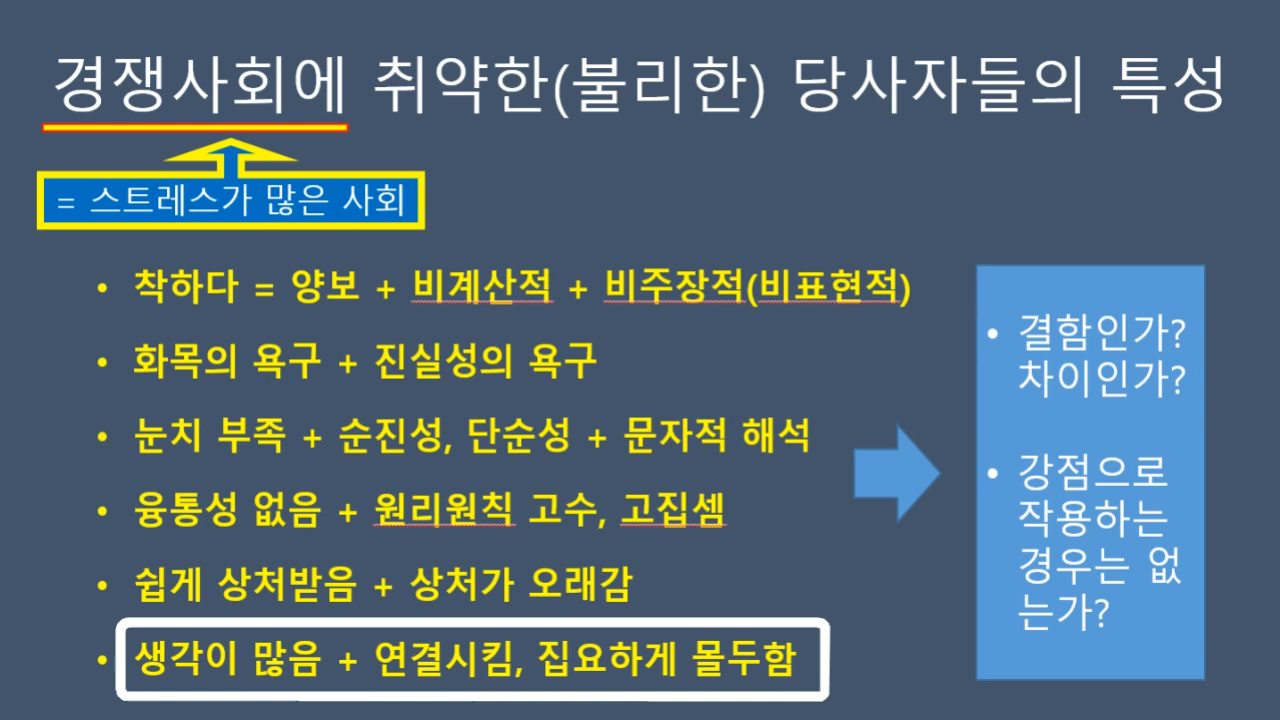 경쟁사회에 취약한(불리한) 당사자들의 특성
= 스트레스가 많은 사회
• 착하다 = 양보 + 비계산적 + 비주장적(비표현적)
• 화목의 욕구 + 진실성의 욕구
• 눈치 부족 + 순진성, 단순성 + 문자적 해석
• 융통성 없음 + 원리원칙 고수, 고집셈
• 쉽게 상처받음 + 상처가 오래감
• 생각이 많음 + 연결시킴, 집요하게 몰두함
• 결함인가?
차이인가?
• 강점으로
작용하는
경우는 없
는가?